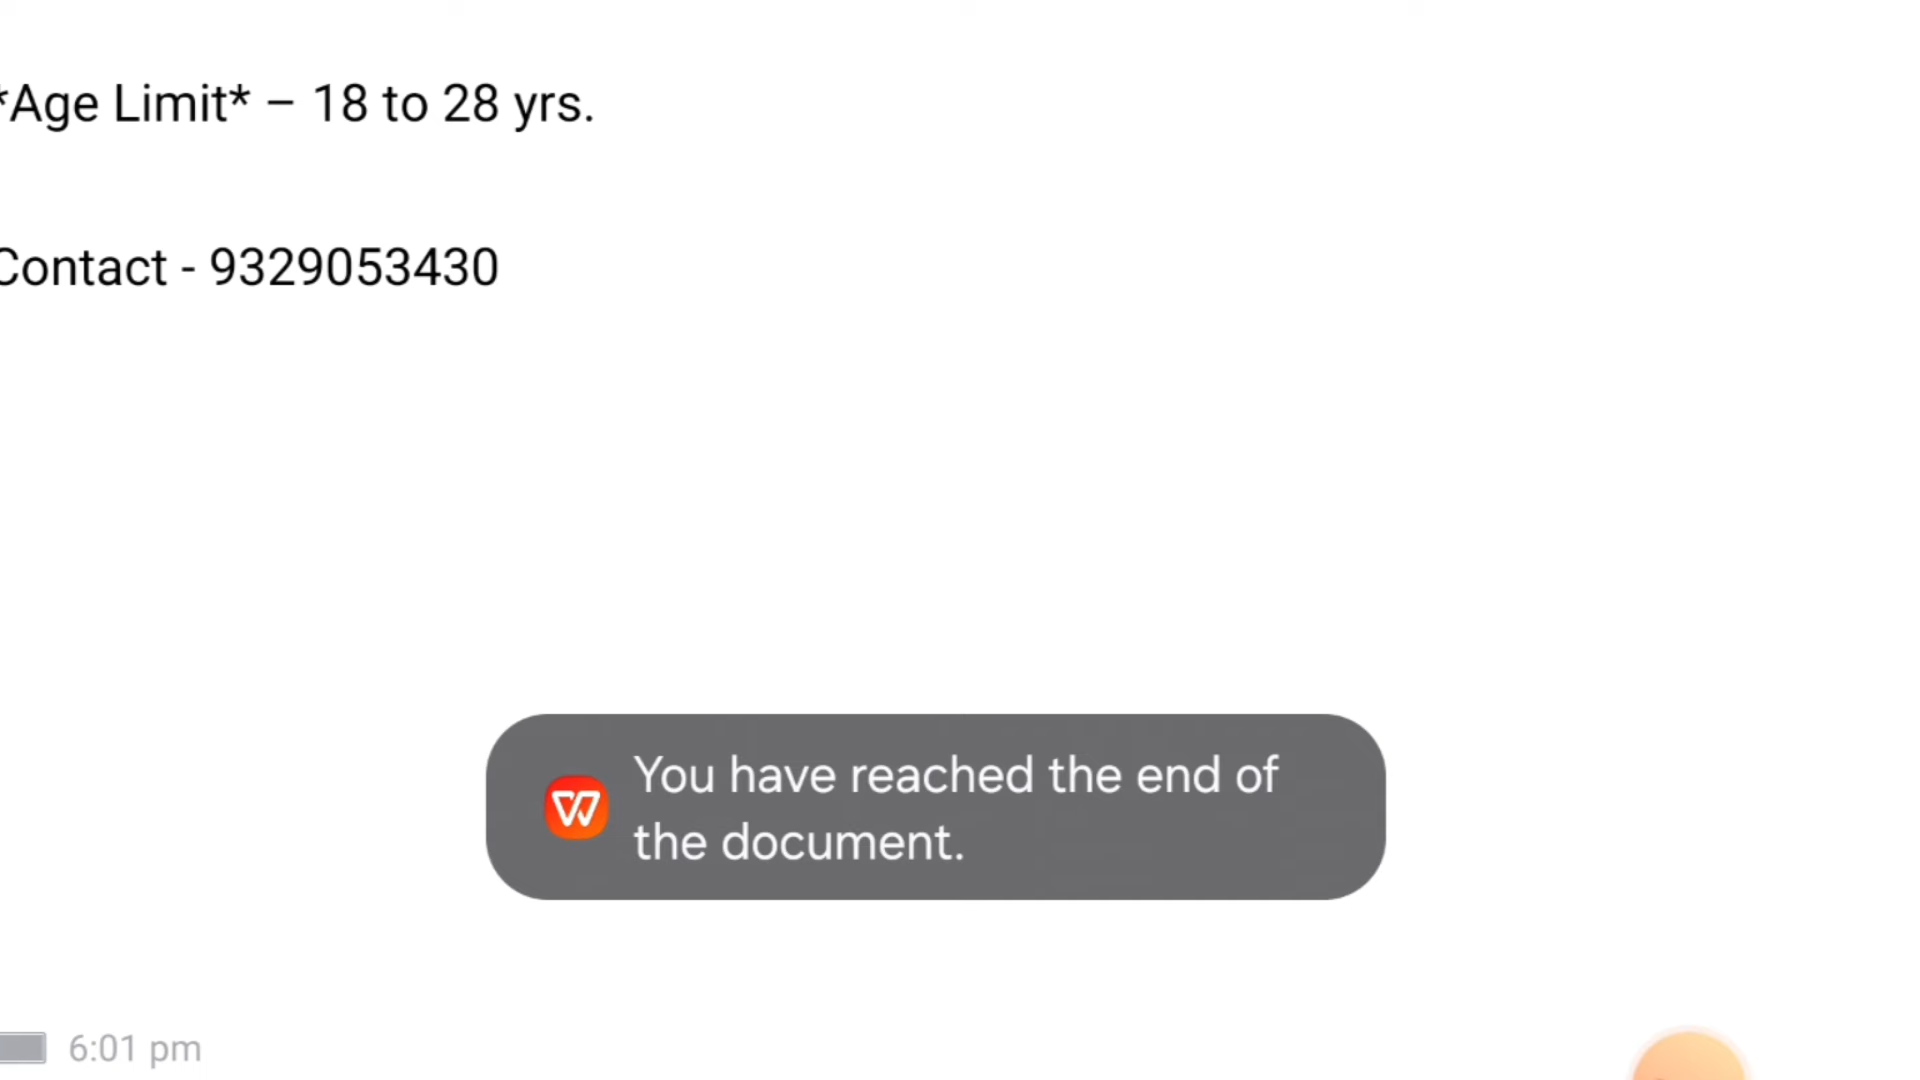 *Age Limit* – 18 to 28 yrs.
Contact - 9329053430
You have reached the end of
the document.
6:01 pm